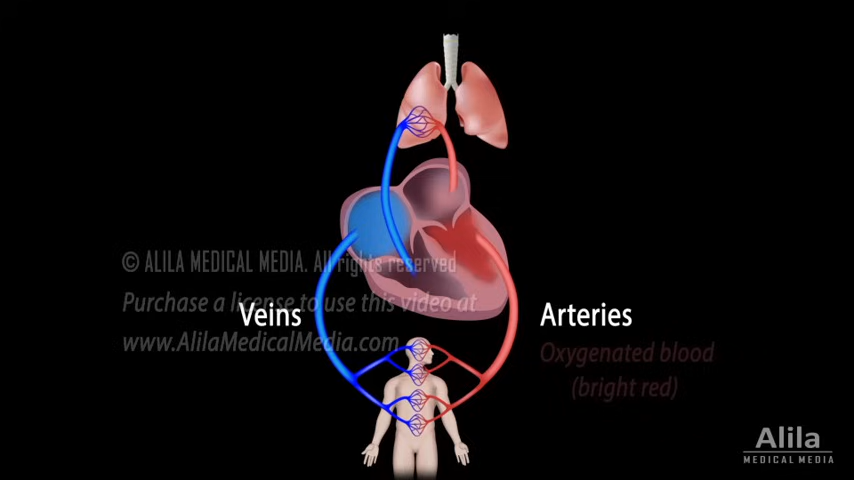 © ALILA MEDICAL MEDIA. All rights reserved
Purchase a license to use this video at
www.AlilaMedicalMedia.com
Veins
Arteries
Oxygenated blood
(bright red)
Alila
MEDICAL MEDIA